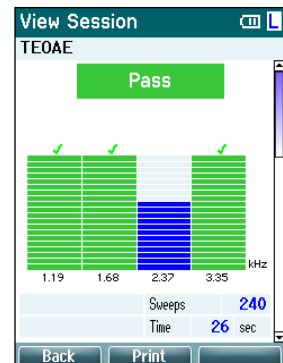 View Session L
TEOAE
Pass
kHz
1.19 1.68 2.37 3.35
Sweeps 240
Time 26 sec
Back Print